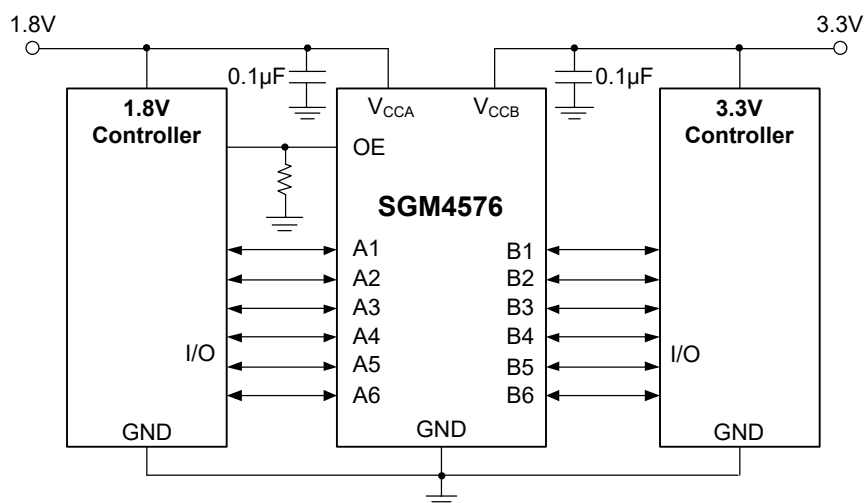 1.8V
3.3V
0.1µF
0.1µF
1.8V
Controller
VCCA
VCCB
3.3V
Controller
OE
SGM4576
A1
B1
A2
B2
A3
B3
A4
B4
I/O
A5
B5
I/O
A6
B6
GND
GND
GND